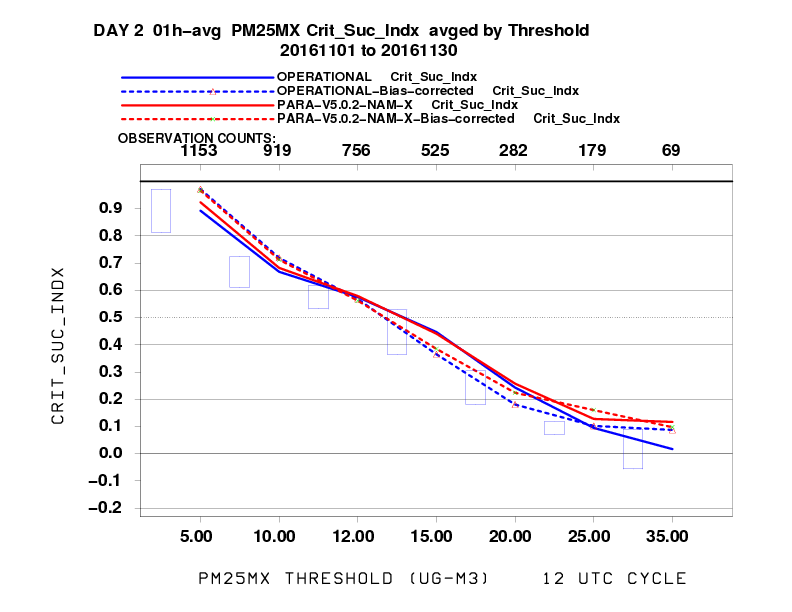 DAY 2 01h-avg PM25MX Crit_Suc_Indx avged by Threshold
20161101 to 20161130
OPERATIONAL Crit_Suc_Indx
OPERATIONAL-Bias-corrected Crit_Suc_Indx
PARA-V5.0.2-NAM-X Crit_Suc_Indx
PARA-V5.0.2-NAM-X-Bias-corrected Crit_Suc_Indx
OBSERVATION COUNTS:
1153 919 756 525 282 179 69
0.9
0.8
0.7
0.6
0.5
0.4
0.3
0.2
0.1
0.0
-0.1
-0.2
CRIT_SUC_INDX
5.00 10.00 12.00 15.00 20.00 25.00 35.00
PM25MX THRESHOLD (UG-M3) 12 UTC CYCLE